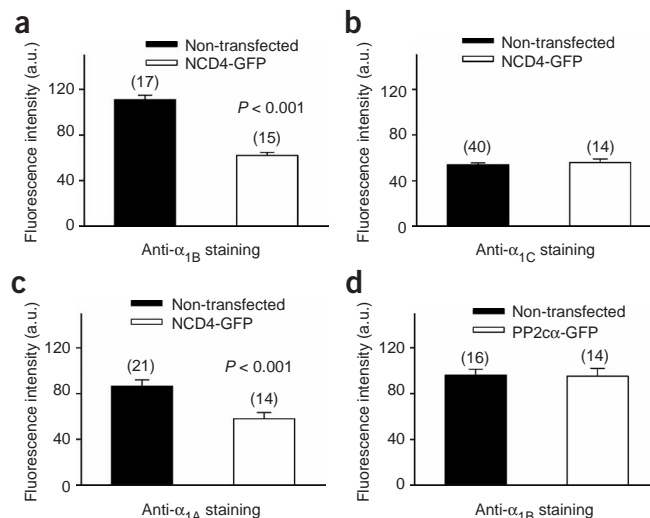 a
Non-transfected
NCD4-GFP
Fluorescence intensity (a.u.)
120
80
40
0
(17)
P < 0.001
(15)
Anti-α1B staining
b
Non-transfected
NCD4-GFP
Fluorescence intensity (a.u.)
120
80
40
0
(40)
(14)
Anti-α1C staining
c
Non-transfected
NCD4-GFP
Fluorescence intensity (a.u.)
120
80
40
0
(21)
P < 0.001
(14)
Anti-α1A staining
d
Non-transfected
PP2cα-GFP
Fluorescence intensity (a.u.)
120
80
40
0
(16)
(14)
Anti-α1B staining